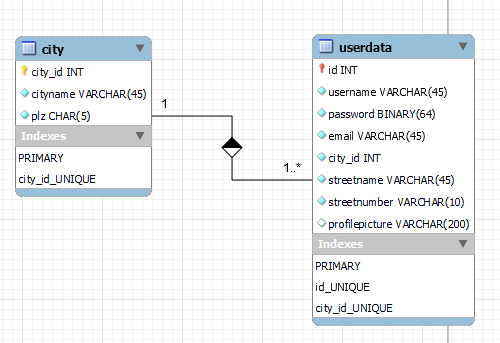 city
city_id INT
cityname VARCHAR(45)
plz CHAR(5)
Indexes
PRIMARY
city_id_UNIQUE
1
1..*
userdata
id INT
username VARCHAR(45)
password BINARY(64)
email VARCHAR(45)
city_id INT
streetname VARCHAR(45)
streetnumber VARCHAR(10)
profilepicture VARCHAR(200)
Indexes
PRIMARY
id_UNIQUE
city_id_UNIQUE